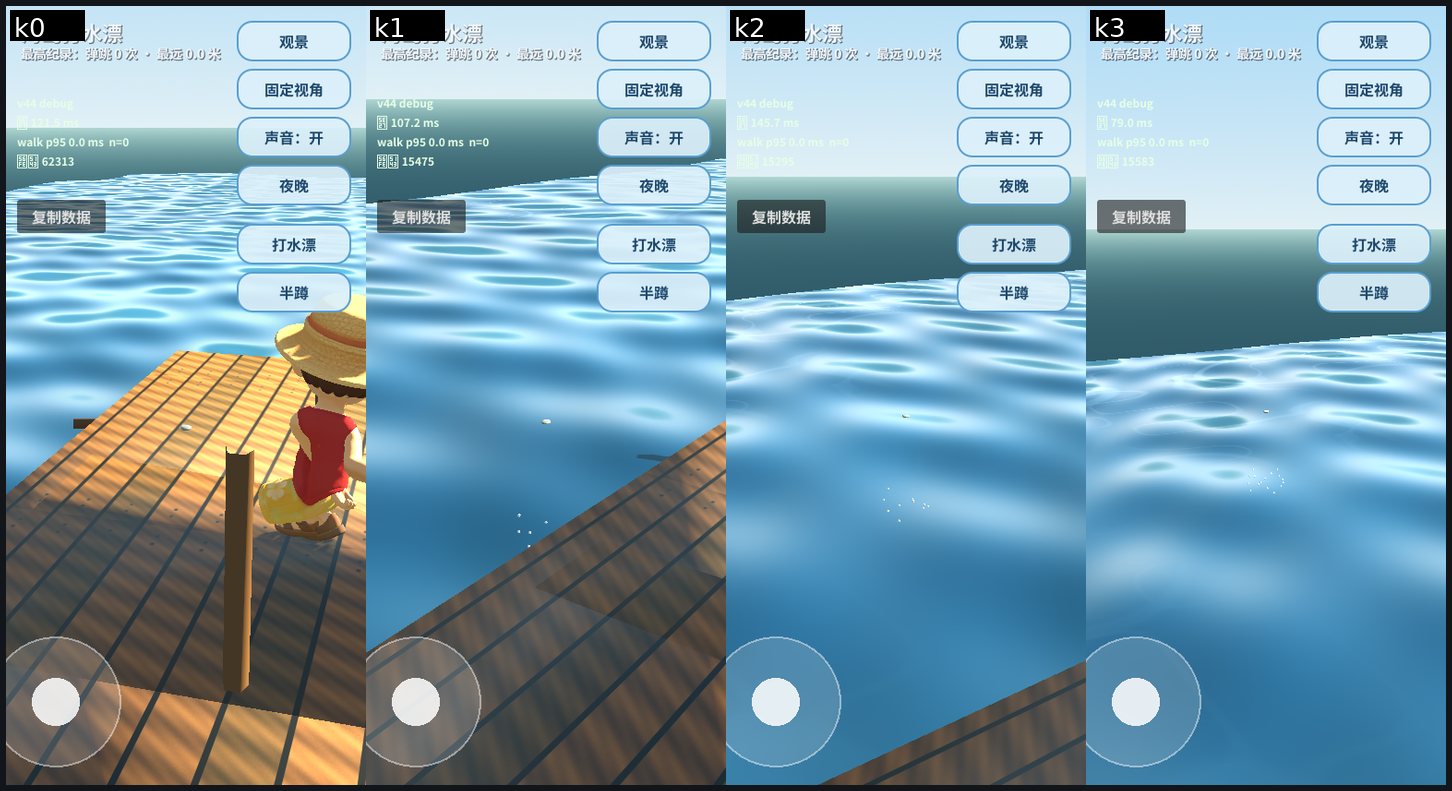 k0
水漂
最高纪录：弹跳 0 次 · 最远 0.0 米
观景
固定视角
v44 debug
121.5 ms
声音：开
walk p95 0.0 ms n=0
62313
夜晚
复制数据
打水漂
半蹲
k1
水漂
最高纪录：弹跳 0 次 · 最远 0.0 米
观景
固定视角
v44 debug
107.2 ms
声音：开
walk p95 0.0 ms n=0
15475
夜晚
复制数据
打水漂
半蹲
k2
水漂
最高纪录：弹跳 0 次 · 最远 0.0 米
观景
固定视角
v44 debug
145.7 ms
声音：开
walk p95 0.0 ms n=0
15295
夜晚
复制数据
打水漂
半蹲
k3
水漂
最高纪录：弹跳 0 次 · 最远 0.0 米
观景
固定视角
v44 debug
79.0 ms
声音：开
walk p95 0.0 ms n=0
15583
夜晚
复制数据
打水漂
半蹲